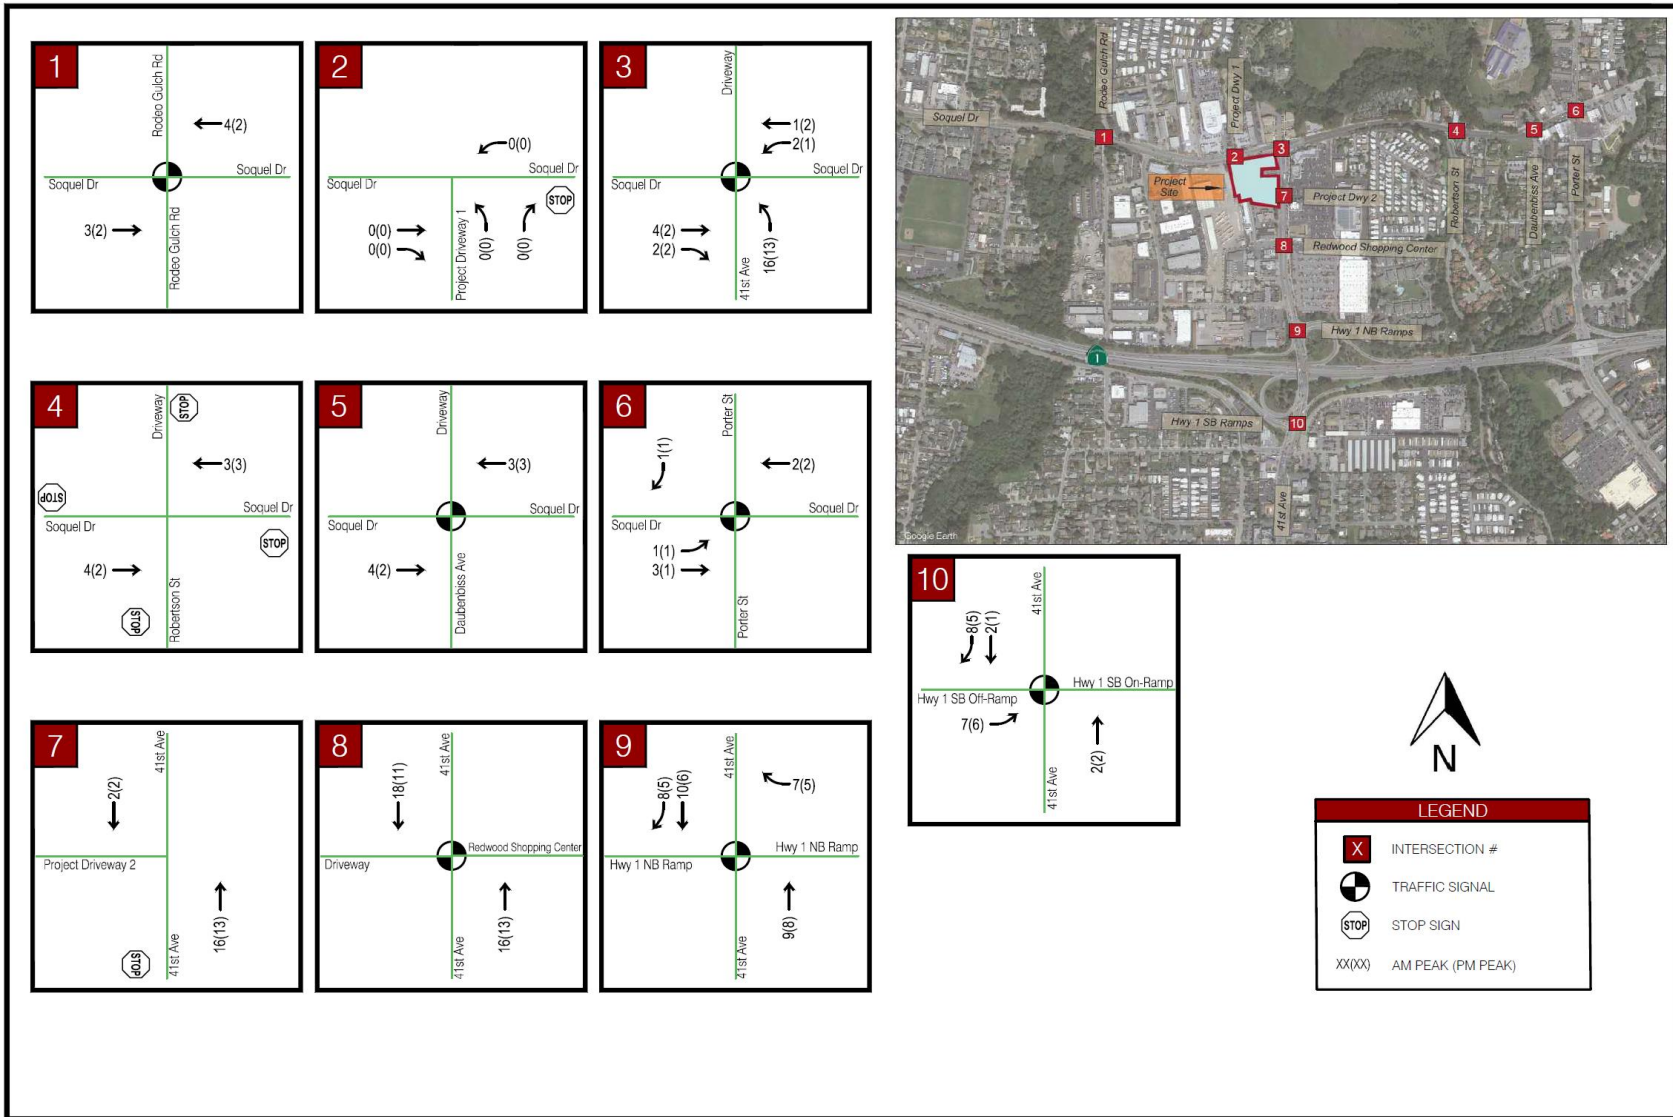 1
Rodeo Gulch Rd
4(2)
Soquel Dr
Soquel Dr
3(2)
Rodeo Gulch Rd
2
0(0)
Soquel Dr
Soquel Dr
STOP
0(0)
0(0)
Project Driveway 1
0(0)
0(0)
3
Driveway
1(2)
2(1)
Soquel Dr
Soquel Dr
4(2)
2(2)
41st Ave
16(13)
4
Driveway
STOP
3(3)
STOP
Soquel Dr
Soquel Dr
STOP
4(2)
STOP
Robertson St
5
Driveway
3(3)
Soquel Dr
Soquel Dr
4(2)
Daubenbiss Ave
6
1(1)
Porter St
2(2)
Soquel Dr
Soquel Dr
1(1)
3(1)
Porter St
7
41st Ave
2(2)
Project Driveway 2
16(13)
STOP
41st Ave
8
18(11)
41st Ave
Redwood Shopping Center
Driveway
16(13)
41st Ave
9
8(5)
10(6)
41st Ave
7(5)
Hwy 1 NB Ramp
Hwy 1 NB Ramp
9(8)
41st Ave
Soquel Dr
Rodeo Gulch Rd
1
Project Dwy 1
2
3
4
5
6
Project
Site
7
Project Dwy 2
Robertson St
Daubenbiss Ave
Porter St
8
Redwood Shopping Center
9
Hwy 1 NB Ramps
1
Hwy 1 SB Ramps
10
41st Ave
Google Earth
10
8(5)
2(1)
41st Ave
Hwy 1 SB On-Ramp
Hwy 1 SB Off-Ramp
7(6)
2(2)
41st Ave
N
LEGEND
X INTERSECTION #
TRAFFIC SIGNAL
STOP STOP SIGN
XX(XX) AM PEAK (PM PEAK)